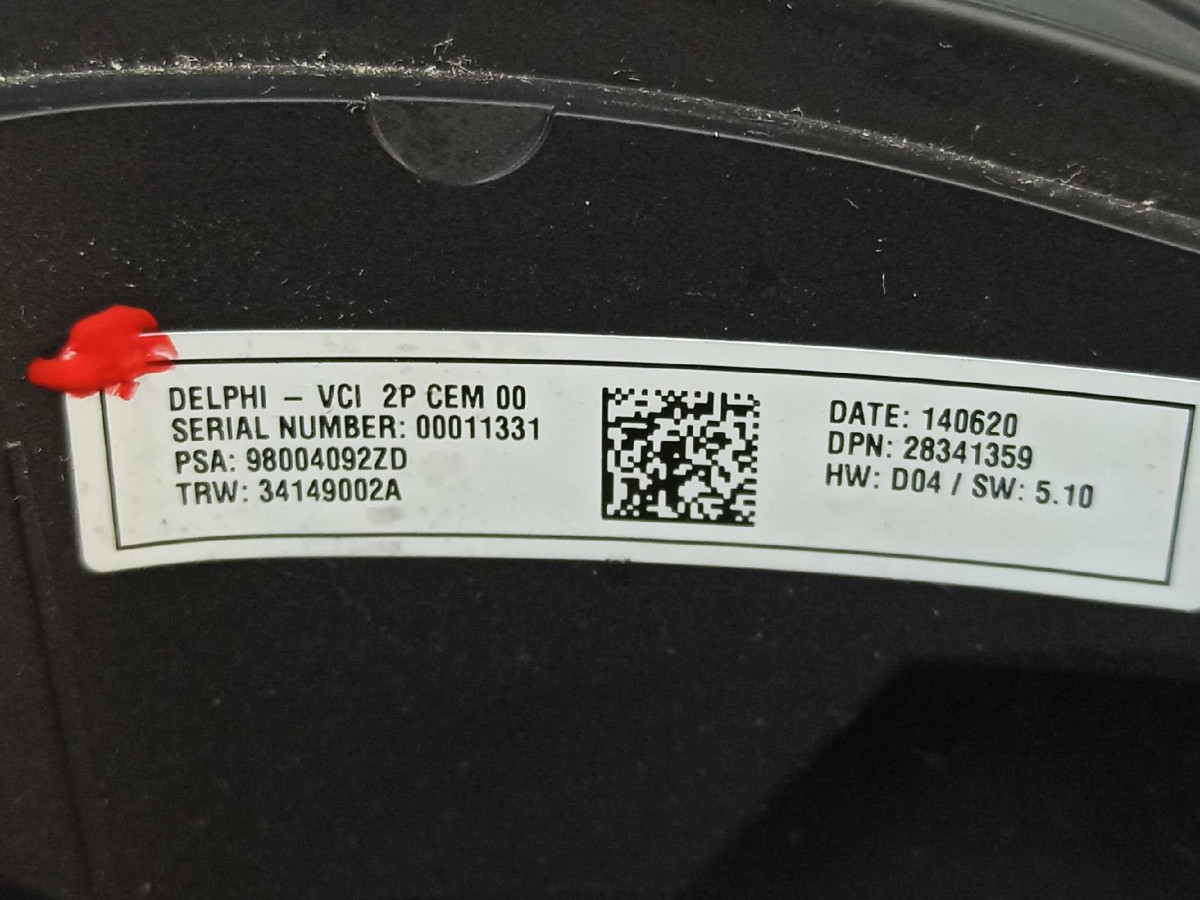 DELPHI – VCI 2P CEM 00
SERIAL NUMBER: 00011331
PSA: 98004092ZD
TRW: 34149002A
DATE: 140620
DPN: 28341359
HW: D04 / SW: 5.10